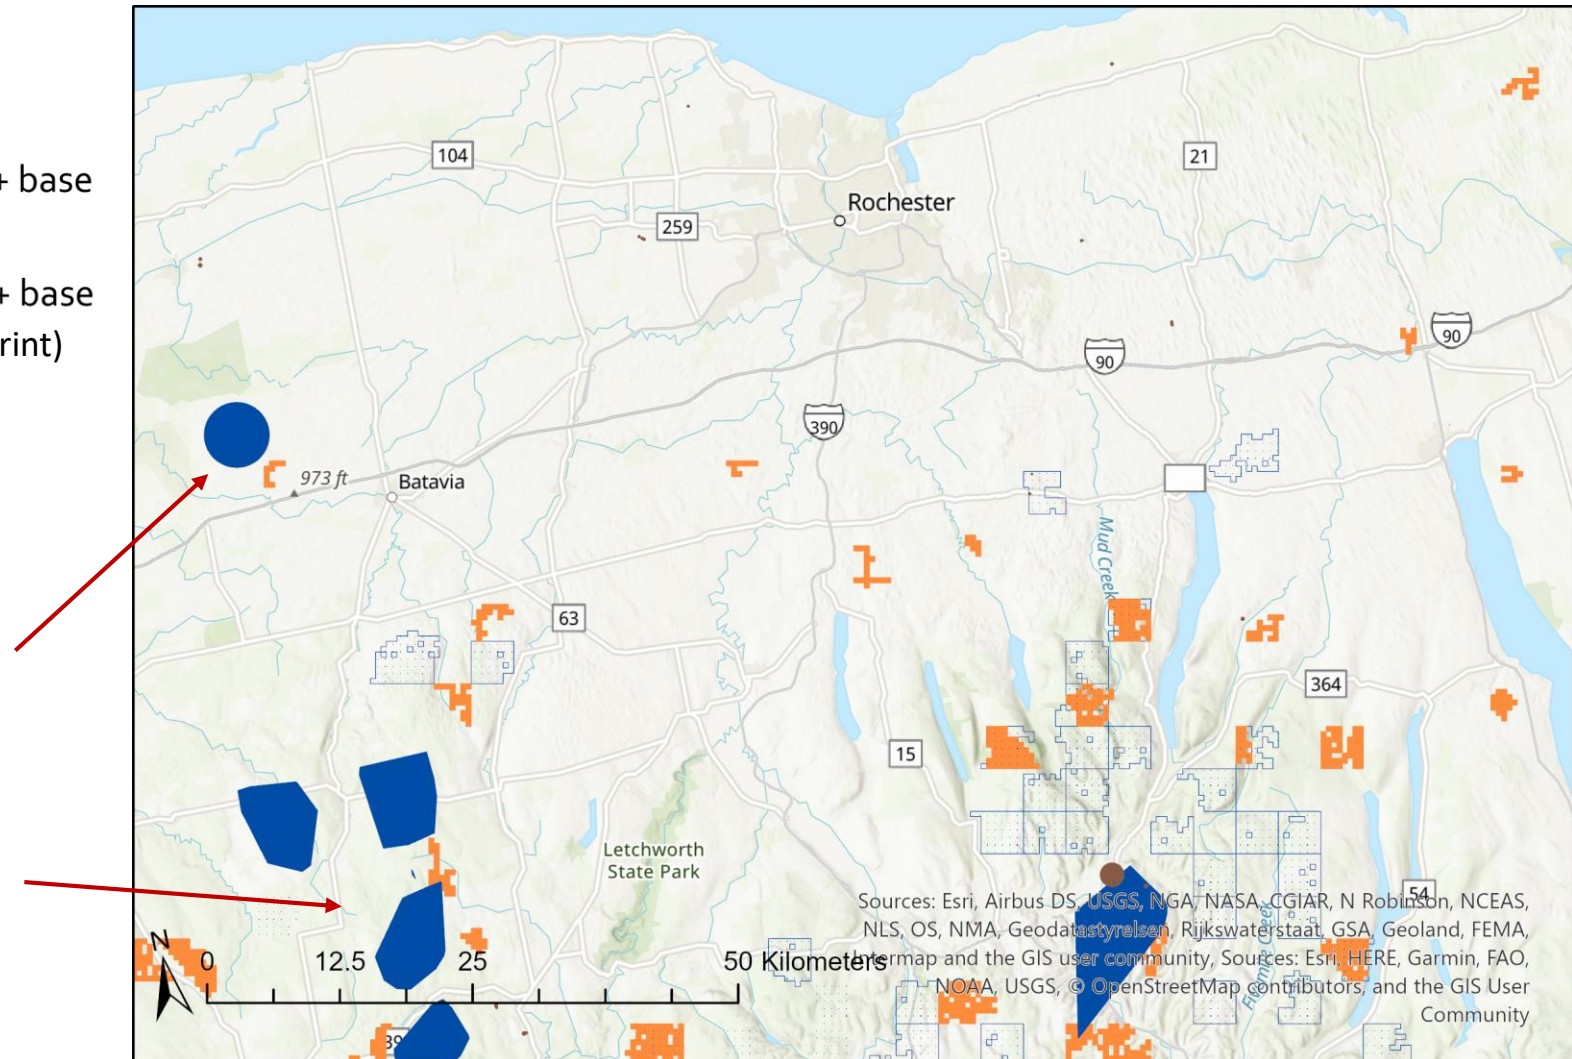 + base
+ base
rint)
104
21
Rochester
259
90
90
390
973 ft
Batavia
Mud Creek
63
364
15
Letchworth
State Park
54
Sources: Esri, Airbus DS, USGS, NGA, NASA, CGIAR, N Robinson, NCEAS,
NLS, OS, NMA, Geodatastyrelsen, Rijkswaterstaat, GSA, Geoland, FEMA,
Intermap and the GIS user community, Sources: Esri, HERE, Garmin, FAO,
NOAA, USGS, © OpenStreetMap contributors, and the GIS User
Community
N
0 12.5 25 50 Kilometers
Fivemile Creek
39